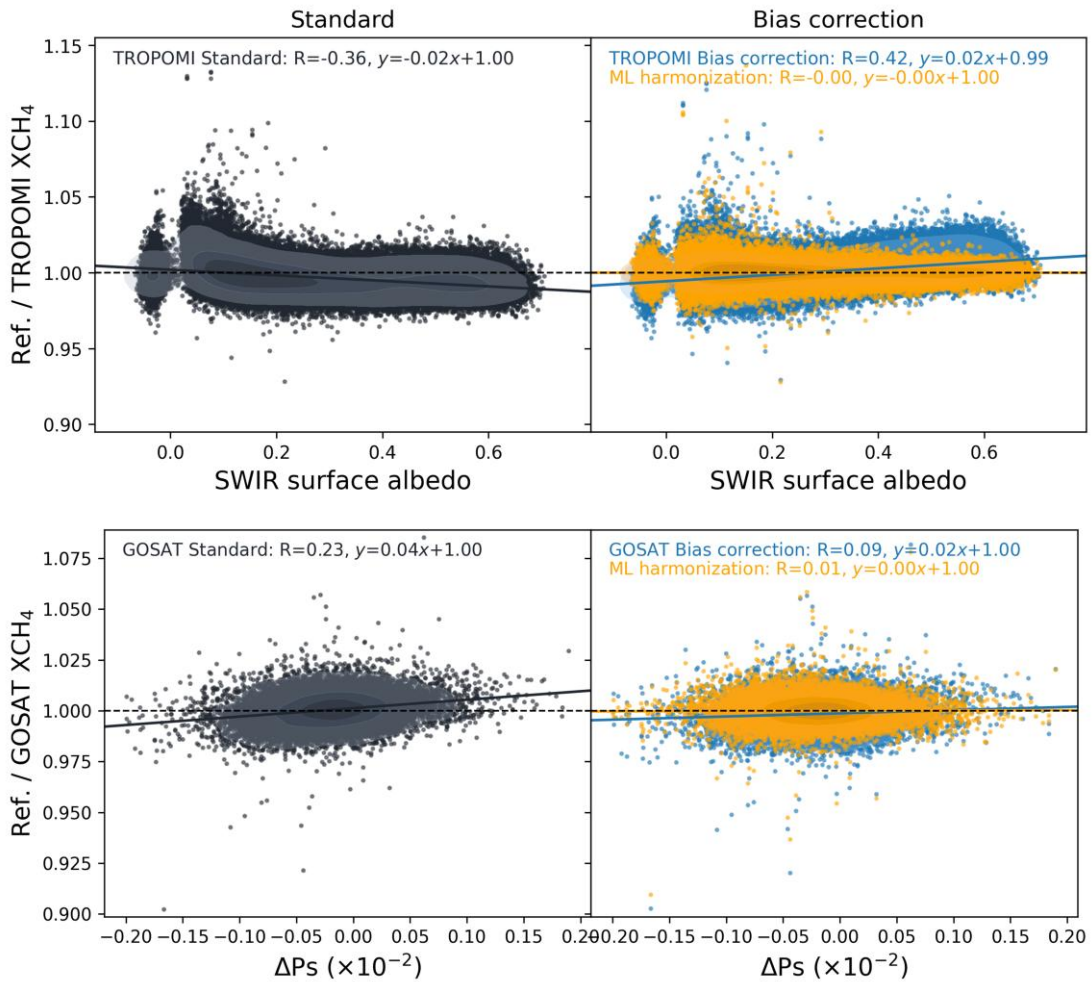 Standard
Bias correction
TROPOMI Standard: R=-0.36, y=-0.02x+1.00
TROPOMI Bias correction: R=0.42, y=0.02x+0.99
ML harmonization: R=-0.00, y=-0.00x+1.00
Ref. / TROPOMI XCH₄
1.15
1.10
1.05
1.00
0.95
0.90
0.0 0.2 0.4 0.6
0.0 0.2 0.4 0.6
SWIR surface albedo
SWIR surface albedo
GOSAT Standard: R=0.23, y=0.04x+1.00
GOSAT Bias correction: R=0.09, y=0.02x+1.00
ML harmonization: R=0.01, y=0.00x+1.00
Ref. / GOSAT XCH₄
1.075
1.050
1.025
1.000
0.975
0.950
0.925
0.900
−0.20 −0.15 −0.10 −0.05 0.00 0.05 0.10 0.15 0.20
−0.20 −0.15 −0.10 −0.05 0.00 0.05 0.10 0.15 0.20
ΔPs (×10⁻²)
ΔPs (×10⁻²)